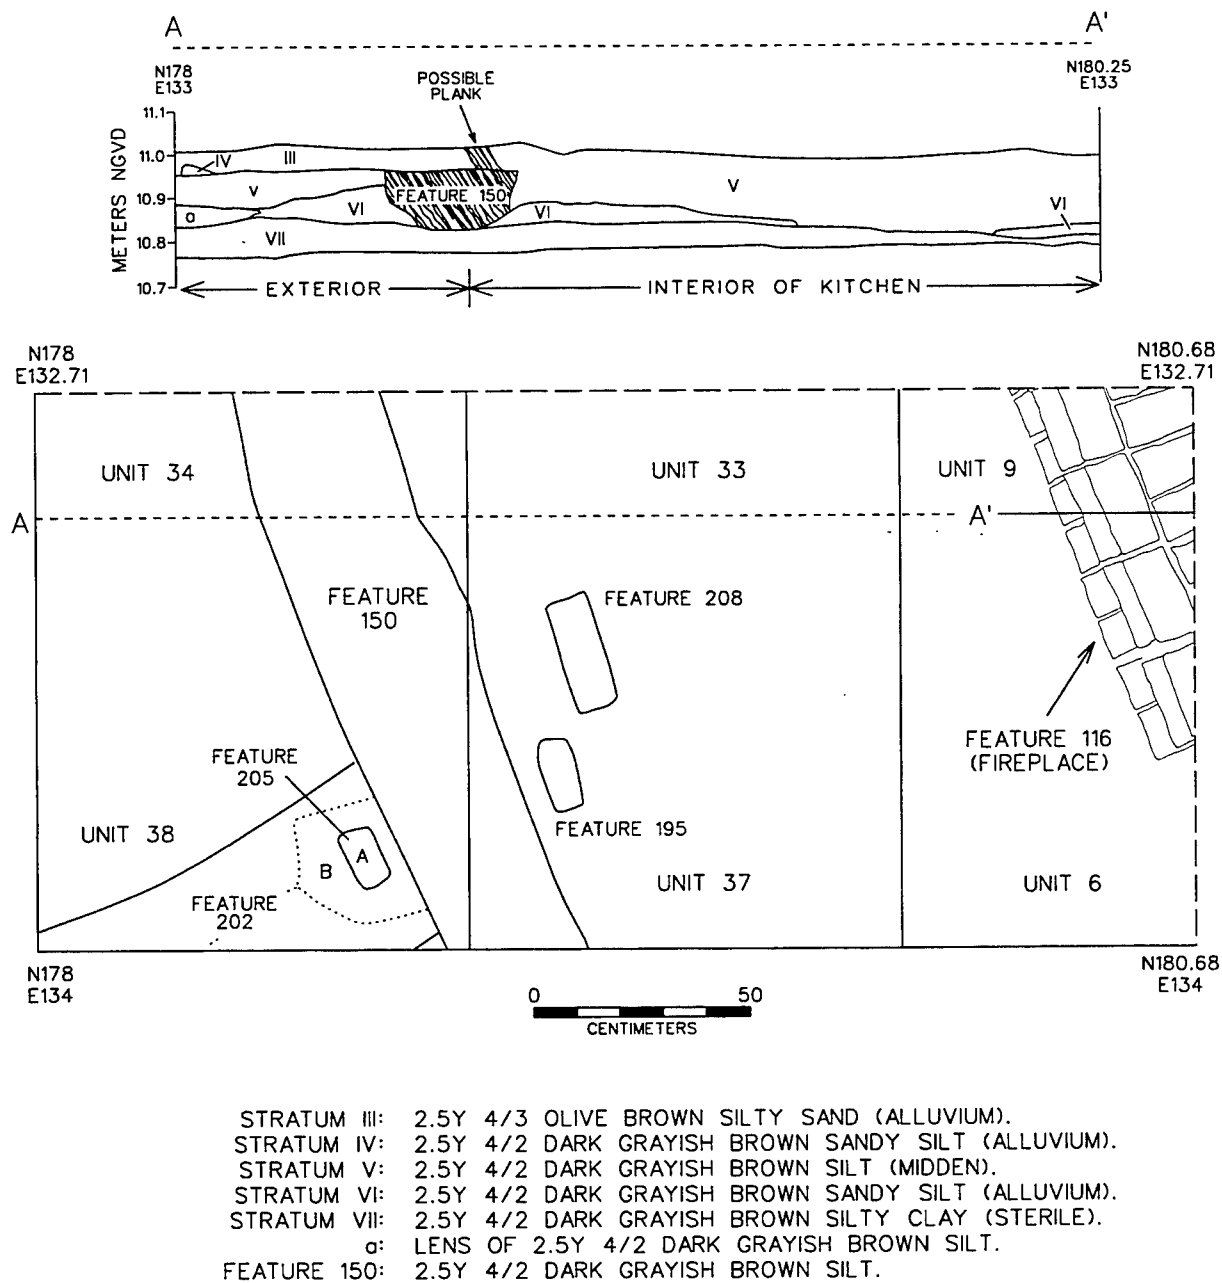 A A'
N178
E133
N180.25
E133
POSSIBLE
PLANK
METERS NGVD
11.1
11.0
10.90
10.80
10.7
IV
III
V
VI
a
VII
FEATURE 150
VI
V
VI
EXTERIOR
INTERIOR OF KITCHEN
N178
E132.71
N180.68
E132.71
UNIT 34
UNIT 33
UNIT 9
A
A'
FEATURE
150
FEATURE 208
FEATURE 116
(FIREPLACE)
FEATURE
205
UNIT 38
B
A
FEATURE 195
FEATURE
202
UNIT 37
UNIT 6
N178
E134
N180.68
E134
0 50
CENTIMETERS
STRATUM III: 2.5Y 4/3 OLIVE BROWN SILTY SAND (ALLUVIUM).
STRATUM IV: 2.5Y 4/2 DARK GRAYISH BROWN SANDY SILT (ALLUVIUM).
STRATUM V: 2.5Y 4/2 DARK GRAYISH BROWN SILT (MIDDEN).
STRATUM VI: 2.5Y 4/2 DARK GRAYISH BROWN SANDY SILT (ALLUVIUM).
STRATUM VII: 2.5Y 4/2 DARK GRAYISH BROWN SILTY CLAY (STERILE).
a: LENS OF 2.5Y 4/2 DARK GRAYISH BROWN SILT.
FEATURE 150: 2.5Y 4/2 DARK GRAYISH BROWN SILT.